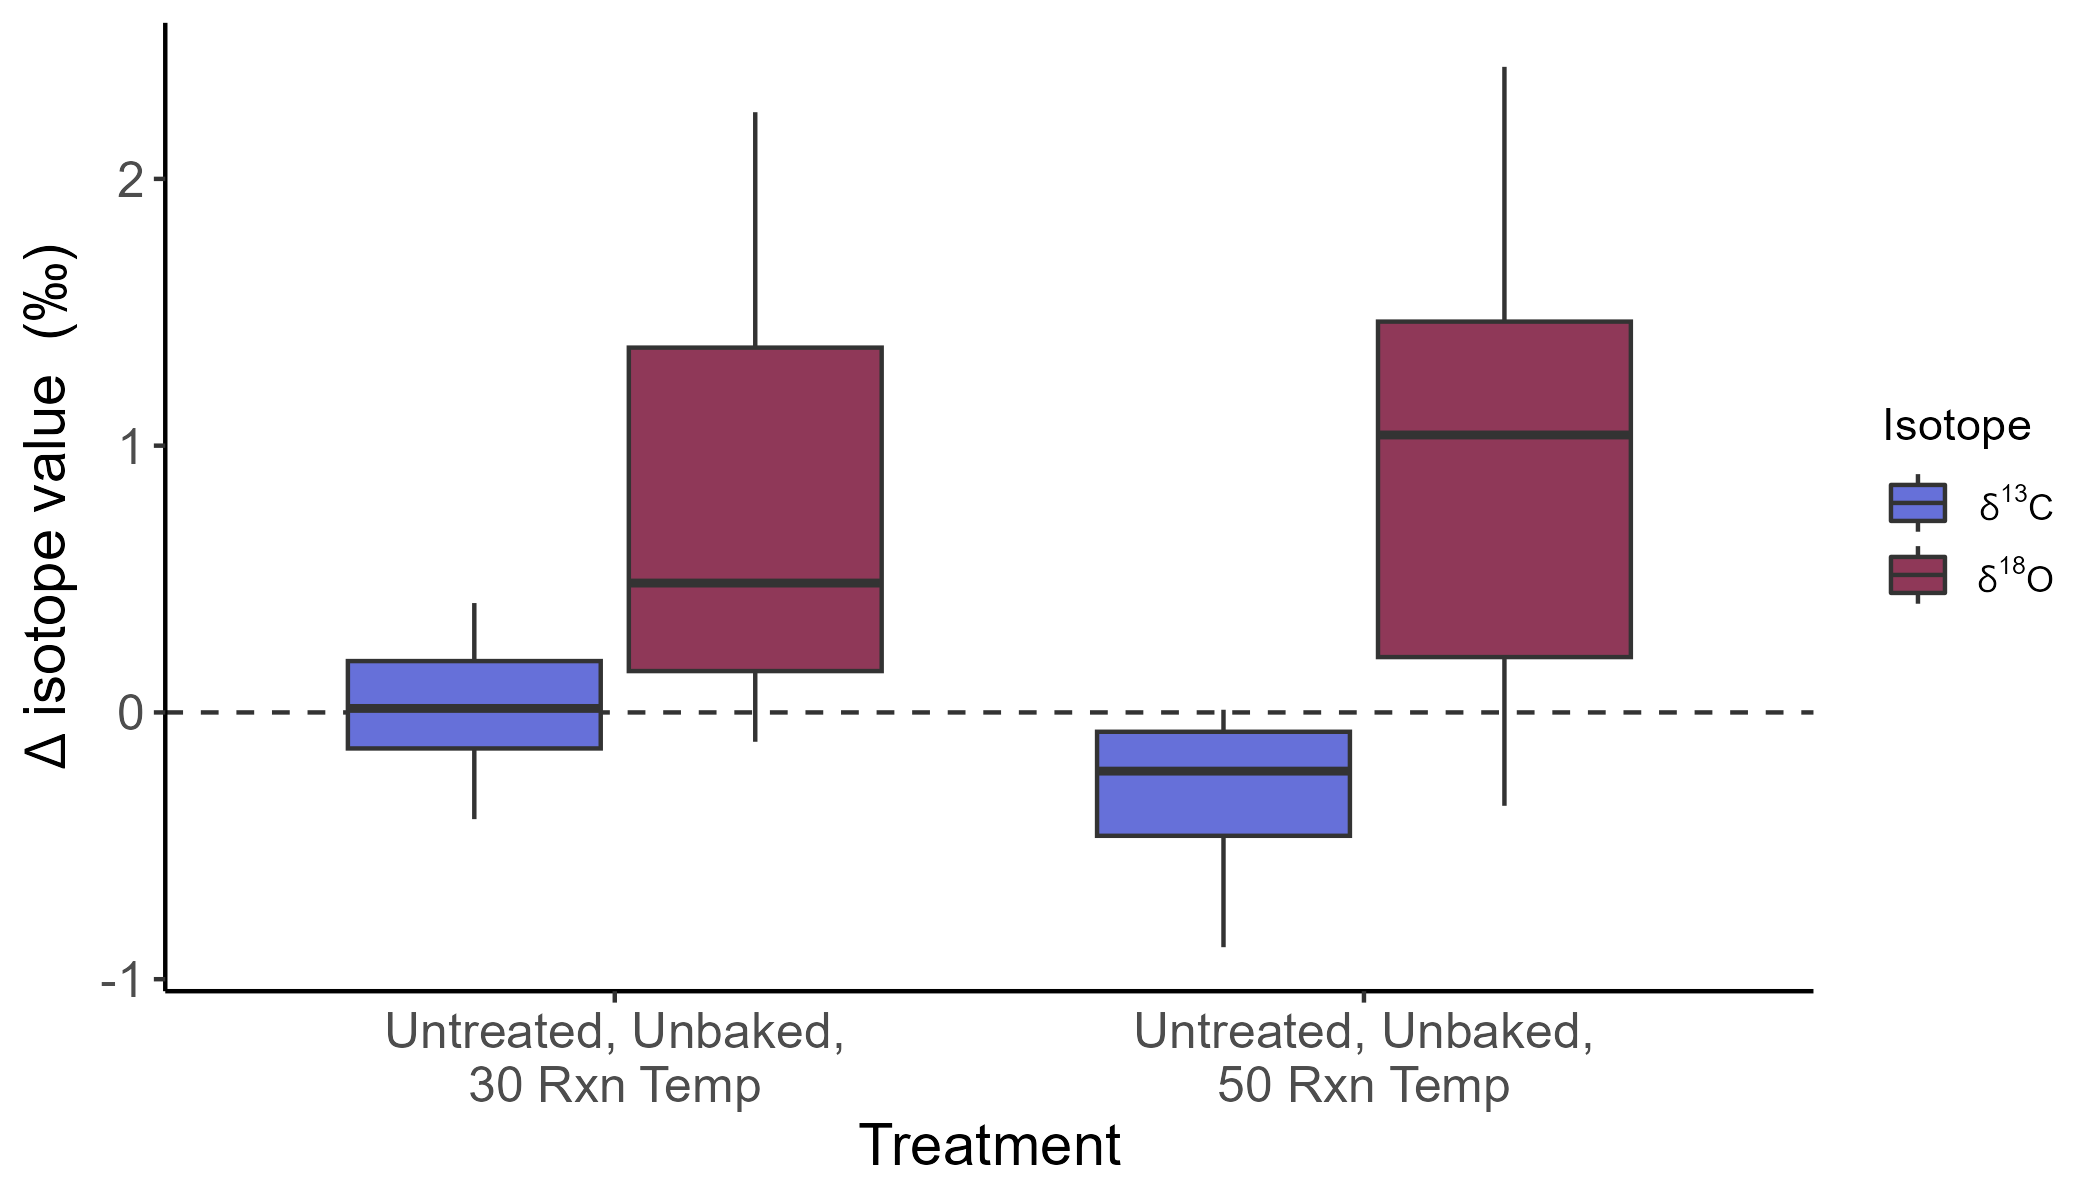 Δ isotope value (‰)
2
1
0
-1
Untreated, Unbaked,
30 Rxn Temp
Untreated, Unbaked,
50 Rxn Temp
Treatment
Isotope
δ¹³C
δ¹⁸O